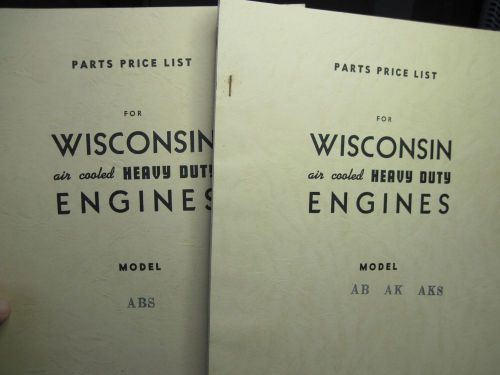 PARTS PRICE LIST
FOR
WISCONSIN
air cooled HEAVY DUTY
ENGINES
MODEL
ABS
PARTS PRICE LIST
FOR
WISCONSIN
air cooled HEAVY DUTY
ENGINES
MODEL
AB AK AKS